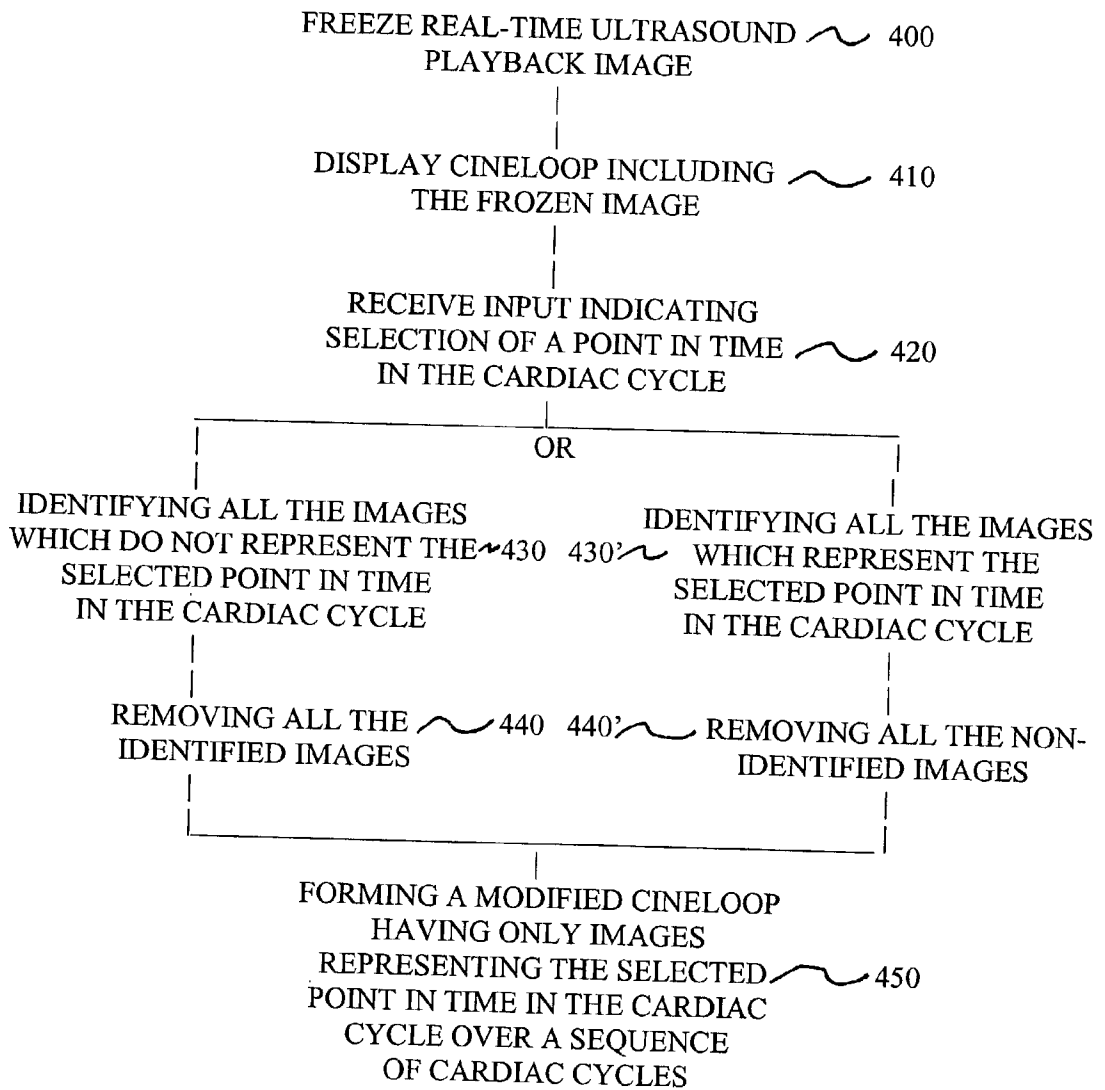 FREEZE REAL-TIME ULTRASOUND 400
PLAYBACK IMAGE
DISPLAY CINELOOP INCLUDING 410
THE FROZEN IMAGE
RECEIVE INPUT INDICATING
SELECTION OF A POINT IN TIME 420
IN THE CARDIAC CYCLE
OR
IDENTIFYING ALL THE IMAGES
WHICH DO NOT REPRESENT THE 430
SELECTED POINT IN TIME
IN THE CARDIAC CYCLE
IDENTIFYING ALL THE IMAGES
430' WHICH REPRESENT THE
SELECTED POINT IN TIME
IN THE CARDIAC CYCLE
REMOVING ALL THE 440
IDENTIFIED IMAGES
440' REMOVING ALL THE NON-
IDENTIFIED IMAGES
FORMING A MODIFIED CINELOOP
HAVING ONLY IMAGES
REPRESENTING THE SELECTED 450
POINT IN TIME IN THE CARDIAC
CYCLE OVER A SEQUENCE
OF CARDIAC CYCLES